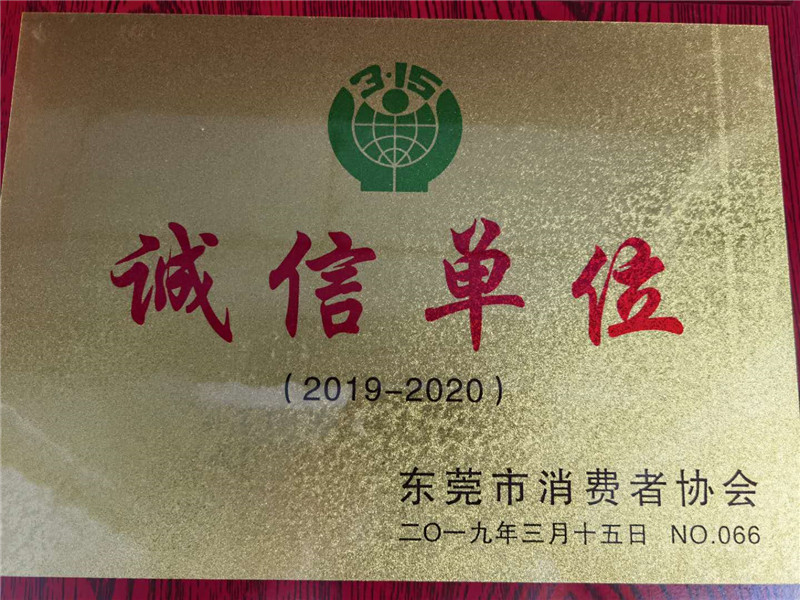 3·15
诚信单位
(2019-2020)
东莞市消费者协会
二〇一九年三月十五日 NO.066